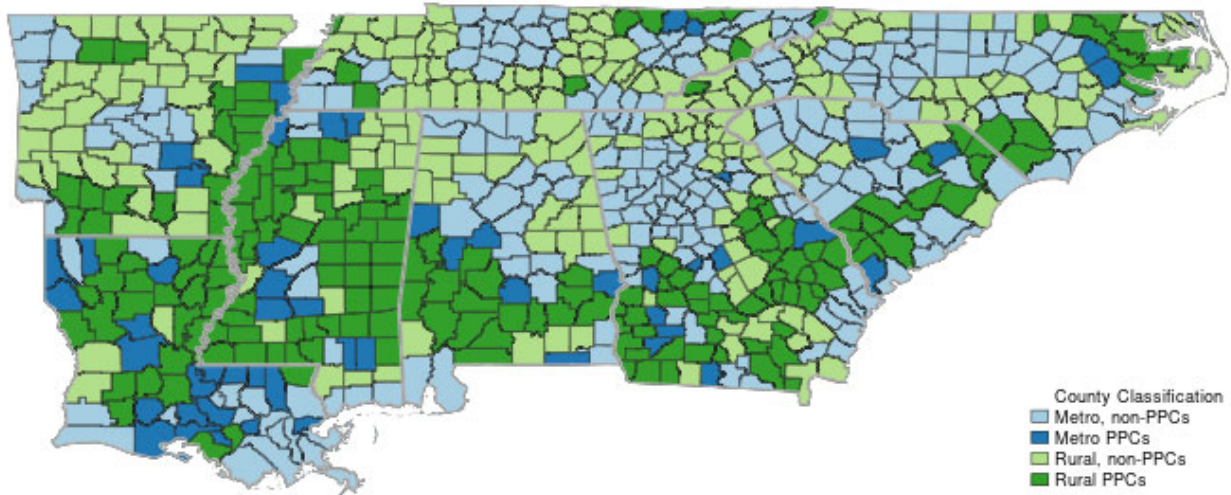 County Classification
Metro, non-PPCs
Metro PPCs
Rural, non-PPCs
Rural PPCs